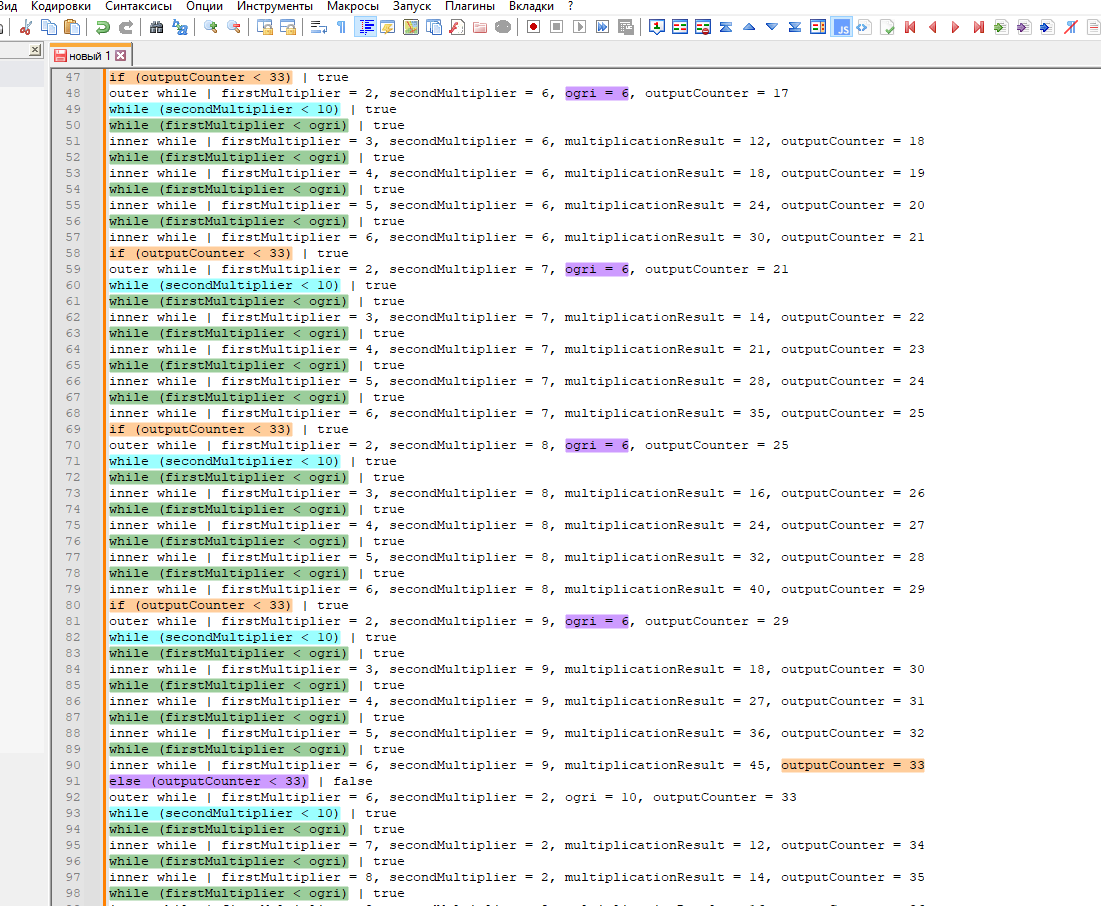 Вид Кодировки Синтаксисы Опции Инструменты Макросы Запуск Плагины Вкладки ?
новый 1
47 if (outputCounter < 33) | true
48 outer while | firstMultiplier = 2, secondMultiplier = 6, ogri = 6, outputCounter = 17
49 while (secondMultiplier < 10) | true
50 while (firstMultiplier < ogri) | true
51 inner while | firstMultiplier = 3, secondMultiplier = 6, multiplicationResult = 12, outputCounter = 18
52 while (firstMultiplier < ogri) | true
53 inner while | firstMultiplier = 4, secondMultiplier = 6, multiplicationResult = 18, outputCounter = 19
54 while (firstMultiplier < ogri) | true
55 inner while | firstMultiplier = 5, secondMultiplier = 6, multiplicationResult = 24, outputCounter = 20
56 while (firstMultiplier < ogri) | true
57 inner while | firstMultiplier = 6, secondMultiplier = 6, multiplicationResult = 30, outputCounter = 21
58 if (outputCounter < 33) | true
59 outer while | firstMultiplier = 2, secondMultiplier = 7, ogri = 6, outputCounter = 21
60 while (secondMultiplier < 10) | true
61 while (firstMultiplier < ogri) | true
62 inner while | firstMultiplier = 3, secondMultiplier = 7, multiplicationResult = 14, outputCounter = 22
63 while (firstMultiplier < ogri) | true
64 inner while | firstMultiplier = 4, secondMultiplier = 7, multiplicationResult = 21, outputCounter = 23
65 while (firstMultiplier < ogri) | true
66 inner while | firstMultiplier = 5, secondMultiplier = 7, multiplicationResult = 28, outputCounter = 24
67 while (firstMultiplier < ogri) | true
68 inner while | firstMultiplier = 6, secondMultiplier = 7, multiplicationResult = 35, outputCounter = 25
69 if (outputCounter < 33) | true
70 outer while | firstMultiplier = 2, secondMultiplier = 8, ogri = 6, outputCounter = 25
71 while (secondMultiplier < 10) | true
72 while (firstMultiplier < ogri) | true
73 inner while | firstMultiplier = 3, secondMultiplier = 8, multiplicationResult = 16, outputCounter = 26
74 while (firstMultiplier < ogri) | true
75 inner while | firstMultiplier = 4, secondMultiplier = 8, multiplicationResult = 24, outputCounter = 27
76 while (firstMultiplier < ogri) | true
77 inner while | firstMultiplier = 5, secondMultiplier = 8, multiplicationResult = 32, outputCounter = 28
78 while (firstMultiplier < ogri) | true
79 inner while | firstMultiplier = 6, secondMultiplier = 8, multiplicationResult = 40, outputCounter = 29
80 if (outputCounter < 33) | true
81 outer while | firstMultiplier = 2, secondMultiplier = 9, ogri = 6, outputCounter = 29
82 while (secondMultiplier < 10) | true
83 while (firstMultiplier < ogri) | true
84 inner while | firstMultiplier = 3, secondMultiplier = 9, multiplicationResult = 18, outputCounter = 30
85 while (firstMultiplier < ogri) | true
86 inner while | firstMultiplier = 4, secondMultiplier = 9, multiplicationResult = 27, outputCounter = 31
87 while (firstMultiplier < ogri) | true
88 inner while | firstMultiplier = 5, secondMultiplier = 9, multiplicationResult = 36, outputCounter = 32
89 while (firstMultiplier < ogri) | true
90 inner while | firstMultiplier = 6, secondMultiplier = 9, multiplicationResult = 45, outputCounter = 33
91 else (outputCounter < 33) | false
92 outer while | firstMultiplier = 6, secondMultiplier = 2, ogri = 10, outputCounter = 33
93 while (secondMultiplier < 10) | true
94 while (firstMultiplier < ogri) | true
95 inner while | firstMultiplier = 7, secondMultiplier = 2, multiplicationResult = 12, outputCounter = 34
96 while (firstMultiplier < ogri) | true
97 inner while | firstMultiplier = 8, secondMultiplier = 2, multiplicationResult = 14, outputCounter = 35
98 while (firstMultiplier < ogri) | true